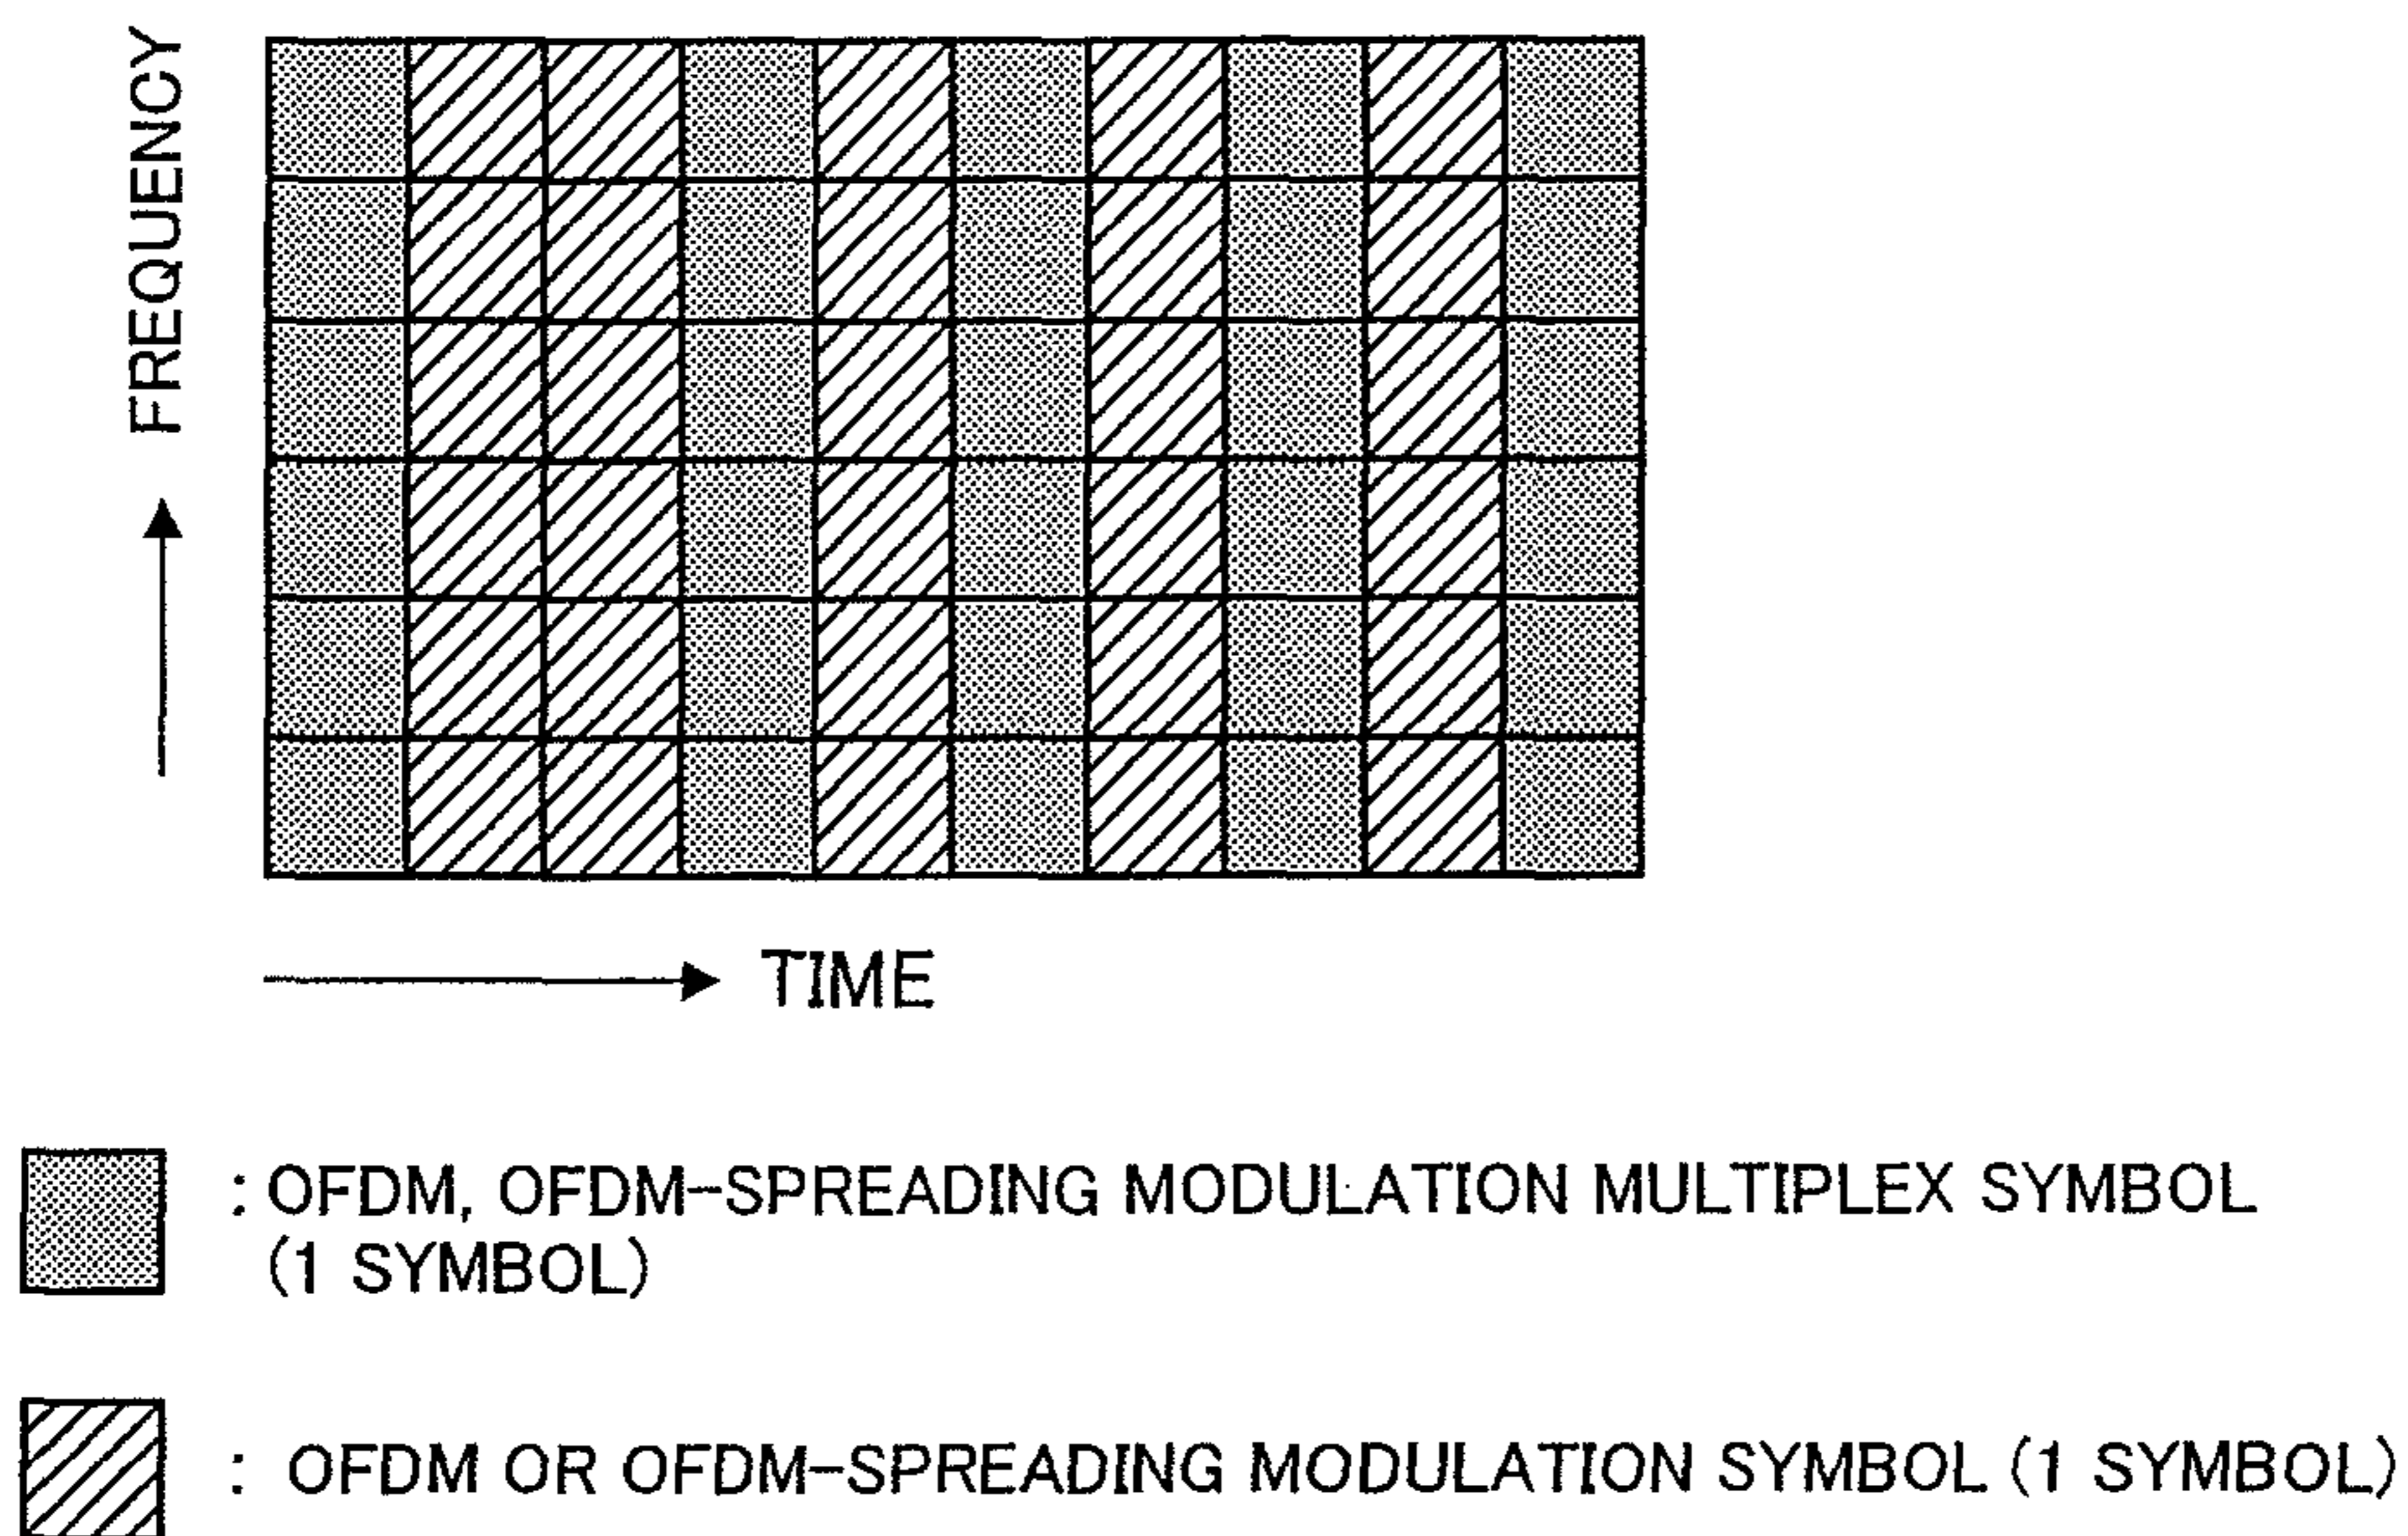 FREQUENCY
TIME
: OFDM, OFDM-SPREADING MODULATION MULTIPLEX SYMBOL
(1 SYMBOL)
: OFDM OR OFDM-SPREADING MODULATION SYMBOL (1 SYMBOL)